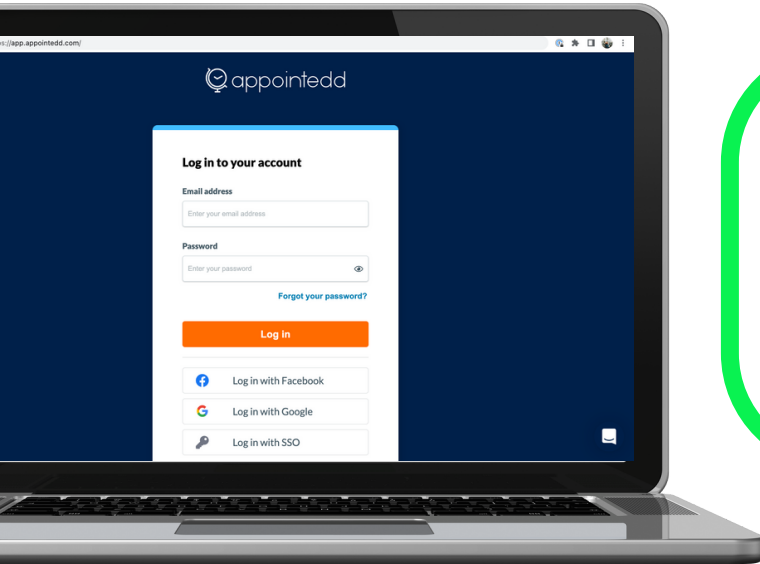 s://app.appointedd.com/
appointedd
Log in to your account
Email address
Enter your email address
Password
Enter your password
Forgot your password?
Log in
Log in with Facebook
Log in with Google
Log in with SSO